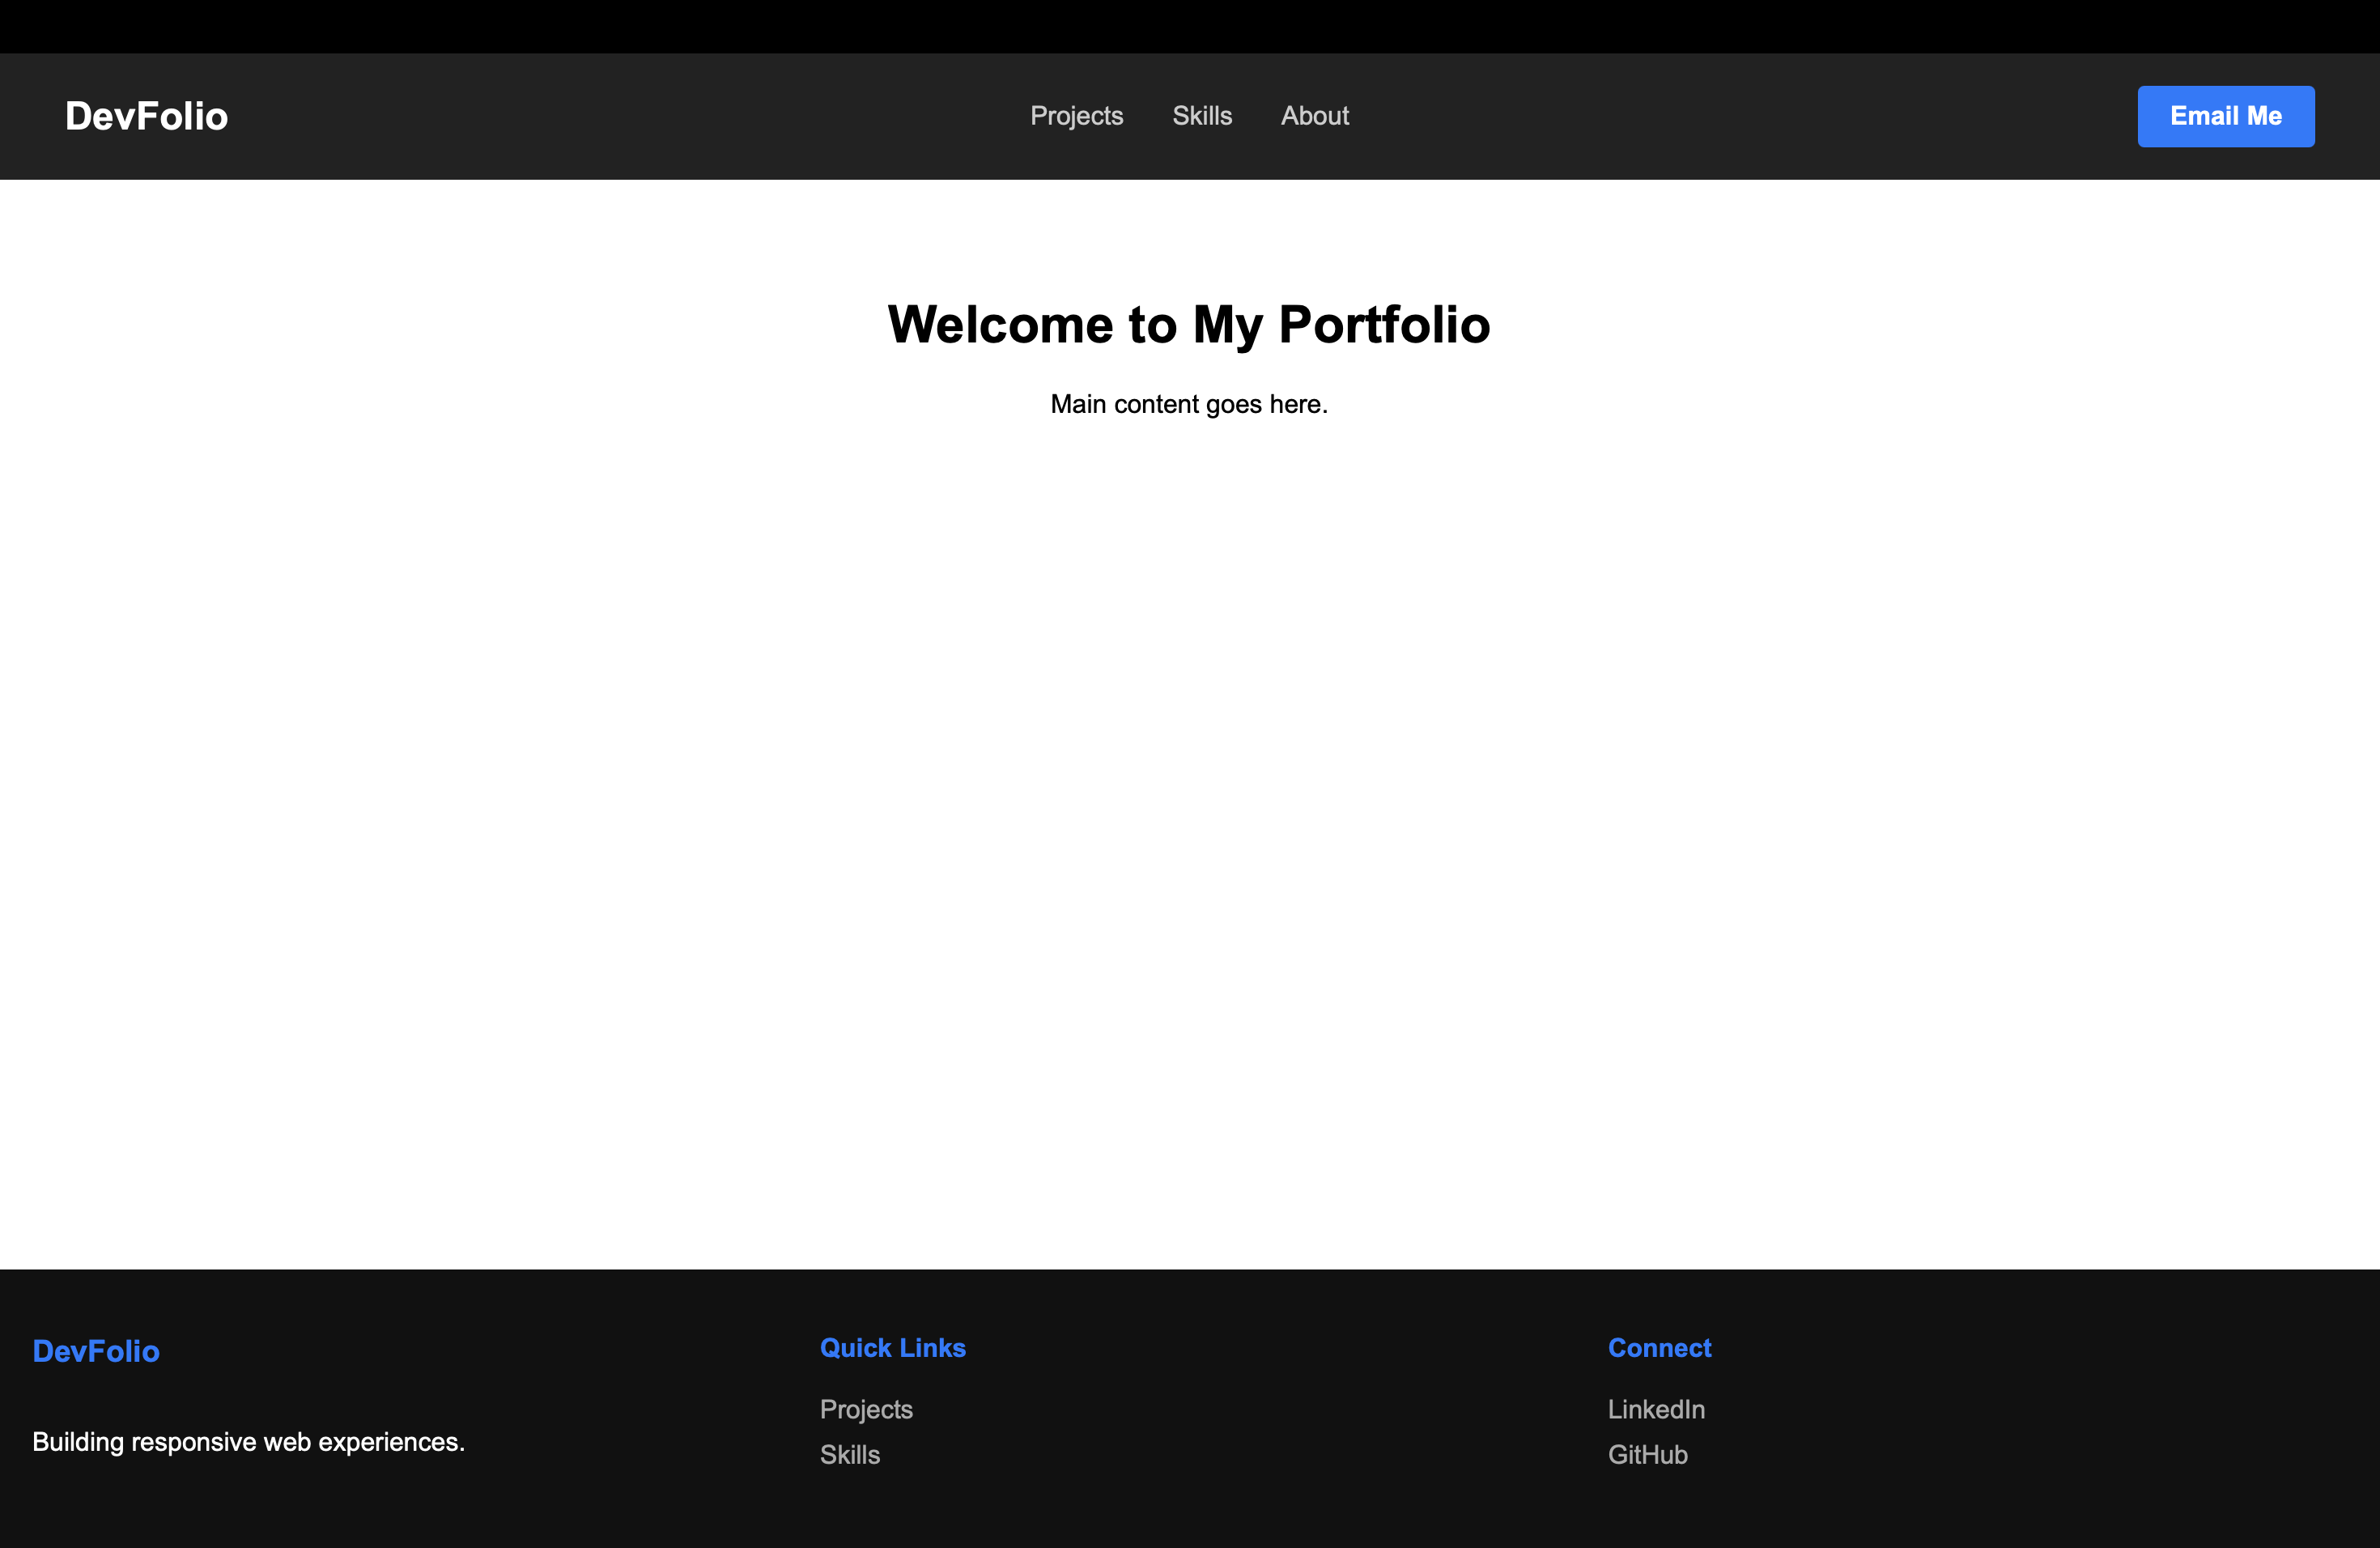 DevFolio
Projects Skills About
Email Me
Welcome to My Portfolio
Main content goes here.
DevFolio
Building responsive web experiences.
Quick Links
Projects
Skills
Connect
LinkedIn
GitHub